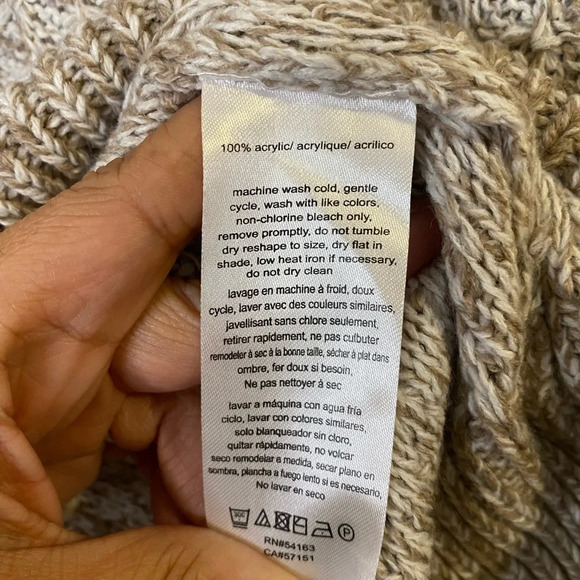 100% acrylic/ acrylique/ acrilico
machine wash cold, gentle
cycle, wash with like colors,
non-chlorine bleach only,
remove promptly, do not tumble
dry reshape to size, dry flat in
shade, low heat iron if necessary,
do not dry clean
lavage en machine à froid, doux
cycle, laver avec des couleurs similaires,
javellisant sans chlore seulement,
retirer rapidement, ne pas culbuter
remodeler à sec à la bonne taille, sécher à plat dans
ombre, fer doux si besoin,
Ne pas nettoyer à sec
lavar a máquina con agua fría
ciclo, lavar con colores similares,
solo blanqueador sin cloro,
quitar rápidamente, no volcar
seco remodelar a medida, secar plano en
sombra, plancha a fuego lento si es necesario,
No lavar en seco
RN#54163
CA#57151